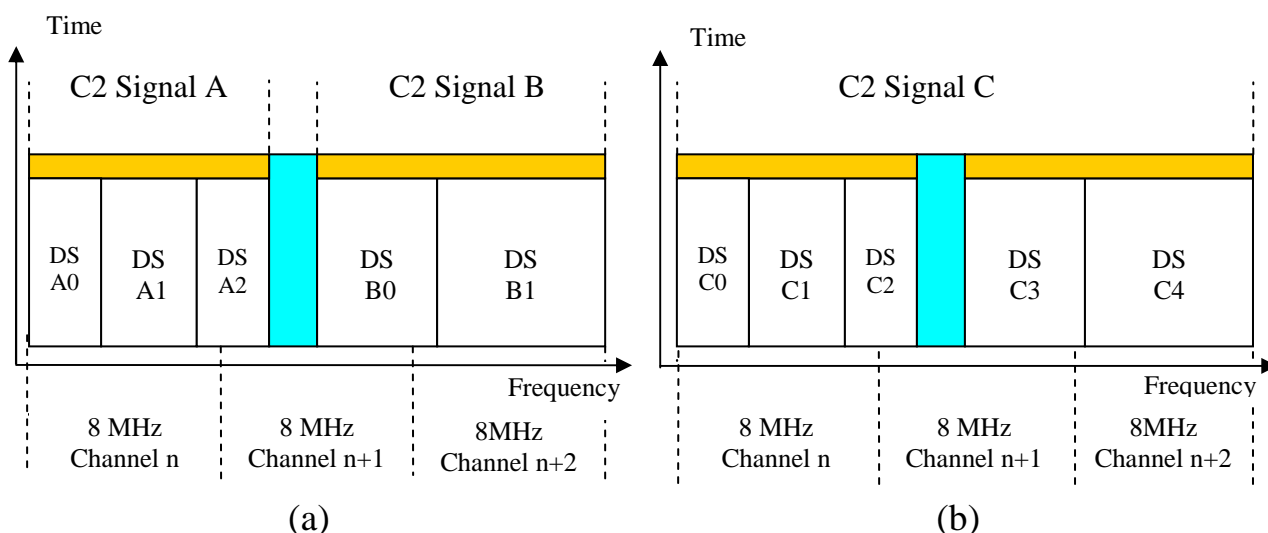 Time
C2 Signal A
C2 Signal B
DS
A0
DS
A1
DS
A2
DS
B0
DS
B1
Frequency
8 MHz
Channel n
8 MHz
Channel n+1
8MHz
Channel n+2
(a)
Time
C2 Signal C
DS
C0
DS
C1
DS
C2
DS
C3
DS
C4
Frequency
8 MHz
Channel n
8 MHz
Channel n+1
8MHz
Channel n+2
(b)